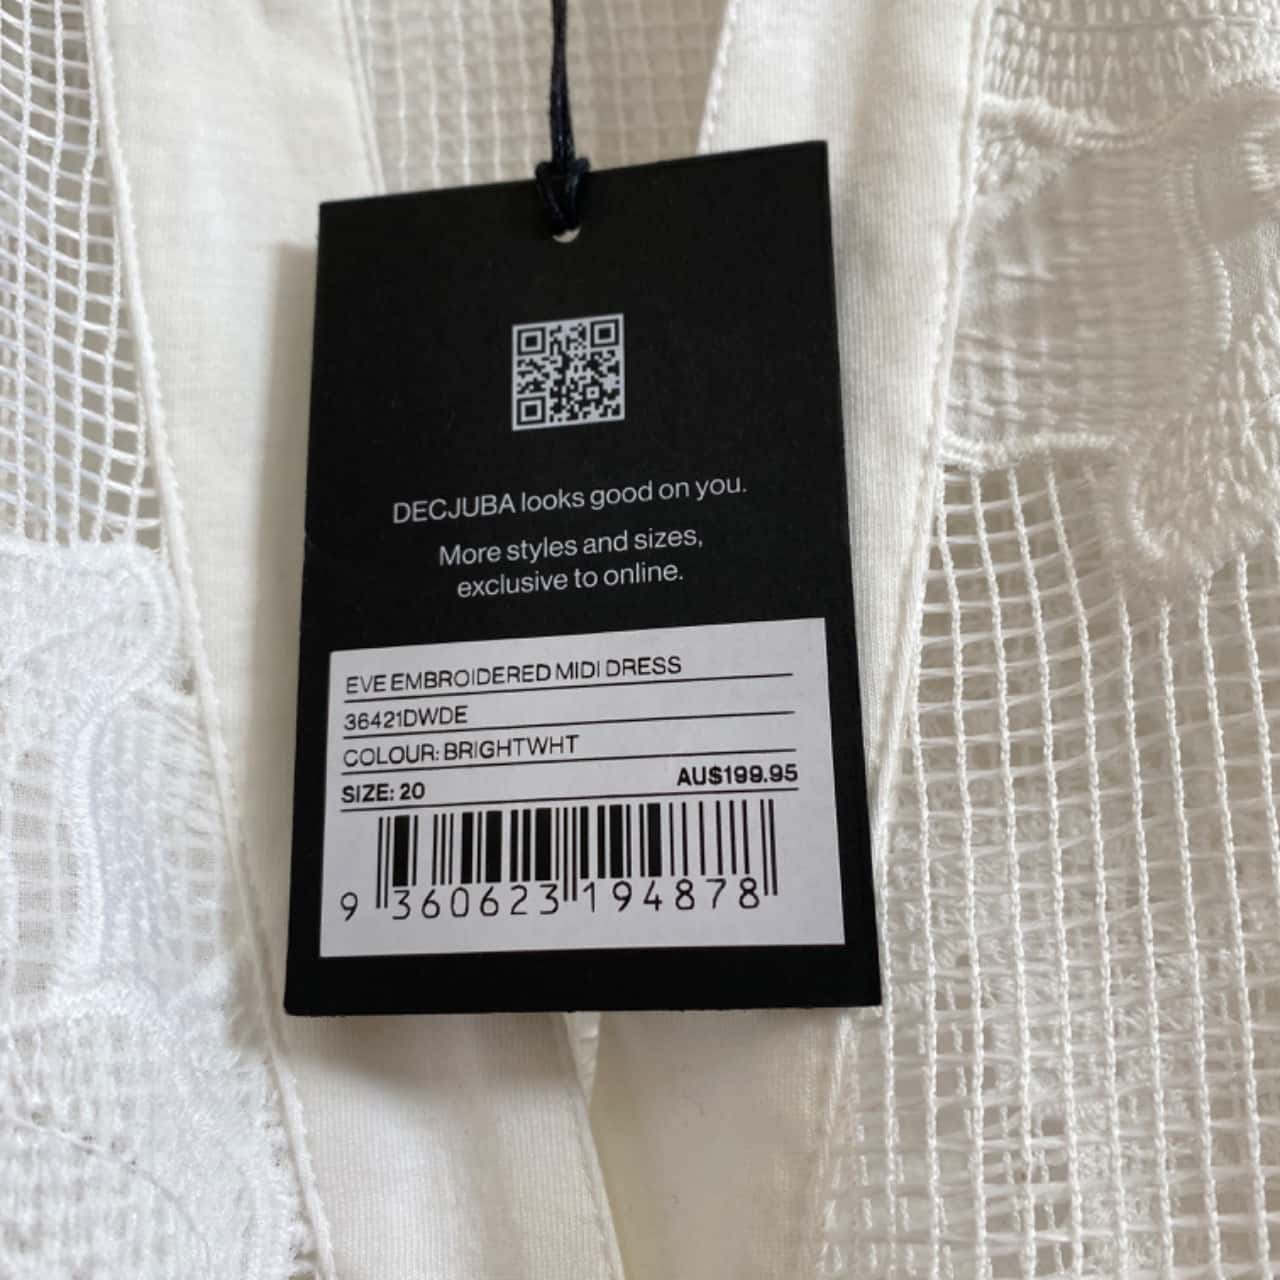 DECJUBA looks good on you.
More styles and sizes,
exclusive to online.
EVE EMBROIDERED MIDI DRESS
36421DWDE
COLOUR: BRIGHTWHT
SIZE: 20 AU$199.95
9 360623 194878